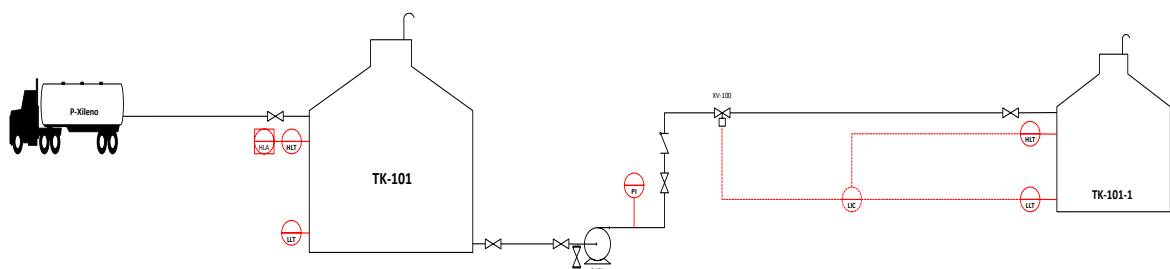 P-Xileno
HLA
HLT
TK-101
LLT
PI
XV-100
LIC
HLT
LLT
TK-101-1